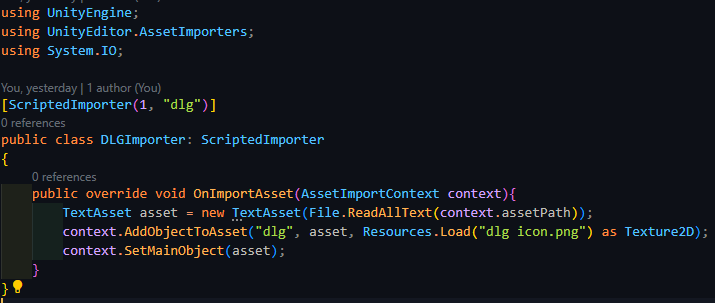 using UnityEngine;
using UnityEditor.AssetImporters;
using System.IO;
You, yesterday | 1 author (You)
[ScriptedImporter(1, "dlg")]
0 references
public class DLGImporter: ScriptedImporter
{
0 references
public override void OnImportAsset(AssetImportContext context){
TextAsset asset = new TextAsset(File.ReadAllText(context.assetPath));
context.AddObjectToAsset("dlg", asset, Resources.Load("dlg icon.png") as Texture2D);
context.SetMainObject(asset);
}
}